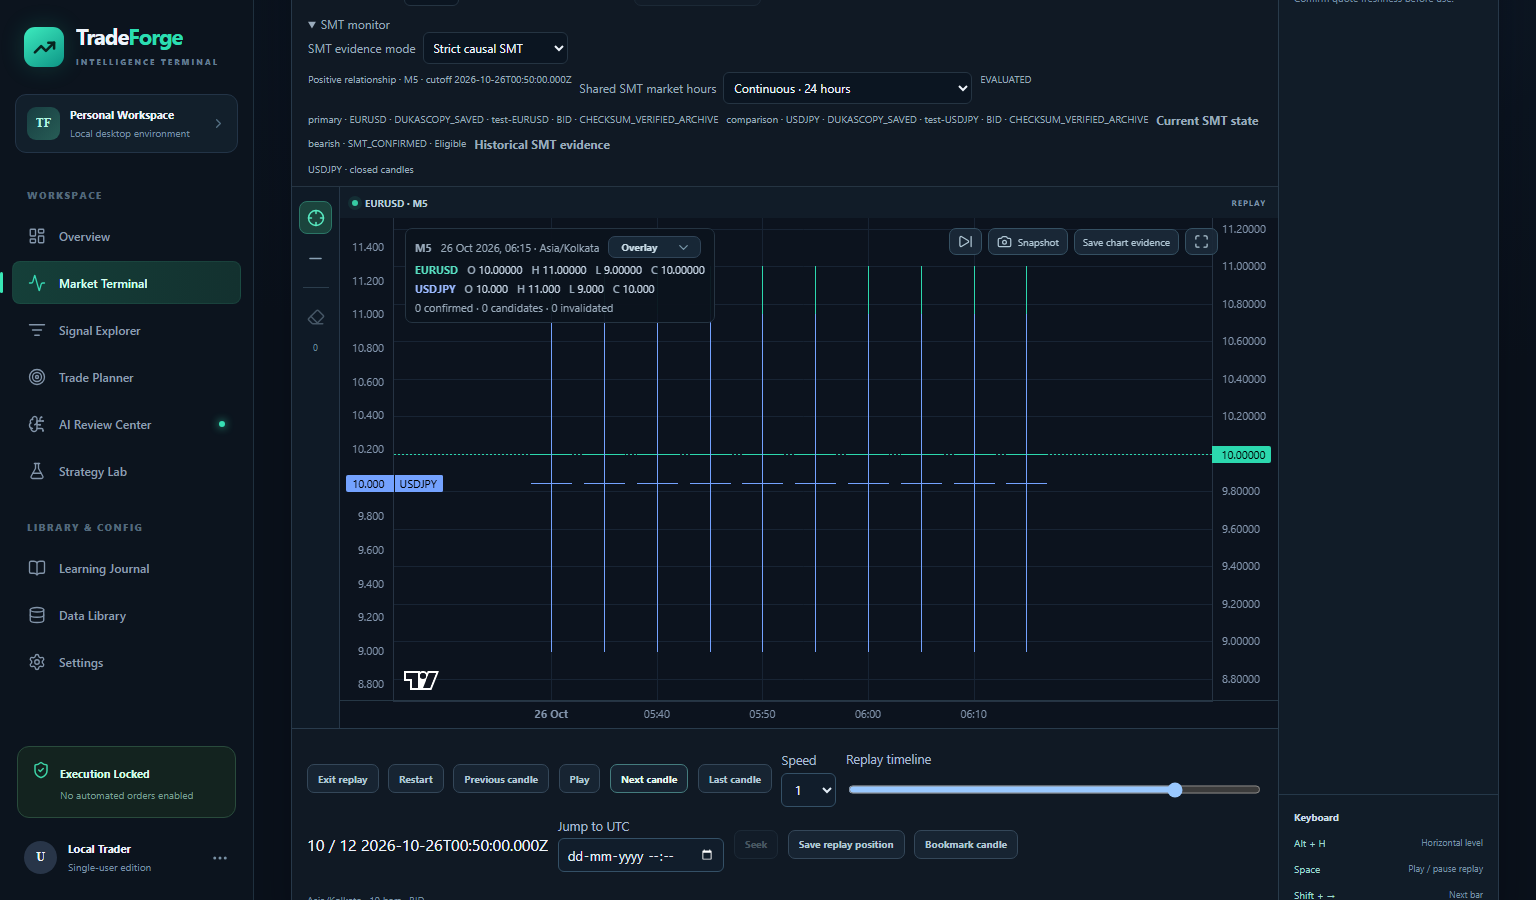 TradeForge
INTELLIGENCE TERMINAL
TF
Personal Workspace
Local desktop environment
WORKSPACE
Overview
Market Terminal
Signal Explorer
Trade Planner
AI Review Center
Strategy Lab
LIBRARY & CONFIG
Learning Journal
Data Library
Settings
Execution Locked
No automated orders enabled
U
Local Trader
Single-user edition
SMT monitor
SMT evidence mode
Strict causal SMT
Positive relationship · M5 · cutoff 2026-10-26T00:50:00.000Z
Shared SMT market hours
Continuous · 24 hours
EVALUATED
primary · EURUSD · DUKASCOPY_SAVED · test-EURUSD · BID · CHECKSUM_VERIFIED_ARCHIVE
comparison · USDJPY · DUKASCOPY_SAVED · test-USDJPY · BID · CHECKSUM_VERIFIED_ARCHIVE
Current SMT state
bearish · SMT_CONFIRMED · Eligible
Historical SMT evidence
USDJPY · closed candles
EURUSD · M5
REPLAY
0
M5 26 Oct 2026, 06:15 · Asia/Kolkata
Overlay
EURUSD O 10.00000 H 11.00000 L 9.00000 C 10.00000
USDJPY O 10.000 H 11.000 L 9.000 C 10.000
0 confirmed · 0 candidates · 0 invalidated
Snapshot
Save chart evidence
11.400
11.200
11.000
10.800
10.600
10.400
10.200
10.000
USDJPY
9.800
9.600
9.400
9.200
9.000
8.800
11.20000
11.00000
10.80000
10.60000
10.40000
10.20000
10.00000
9.80000
9.60000
9.40000
9.20000
9.00000
8.80000
26 Oct
05:40
05:50
06:00
06:10
Exit replay
Restart
Previous candle
Play
Next candle
Last candle
Speed
1
Replay timeline
10 / 12 2026-10-26T00:50:00.000Z
Jump to UTC
dd-mm-yyyy --:--
Seek
Save replay position
Bookmark candle
Asia/Kolkata · 10 bars · BID
Confirm quote freshness before use.
Keyboard
Alt + H
Horizontal level
Space
Play / pause replay
Shift + →
Next bar